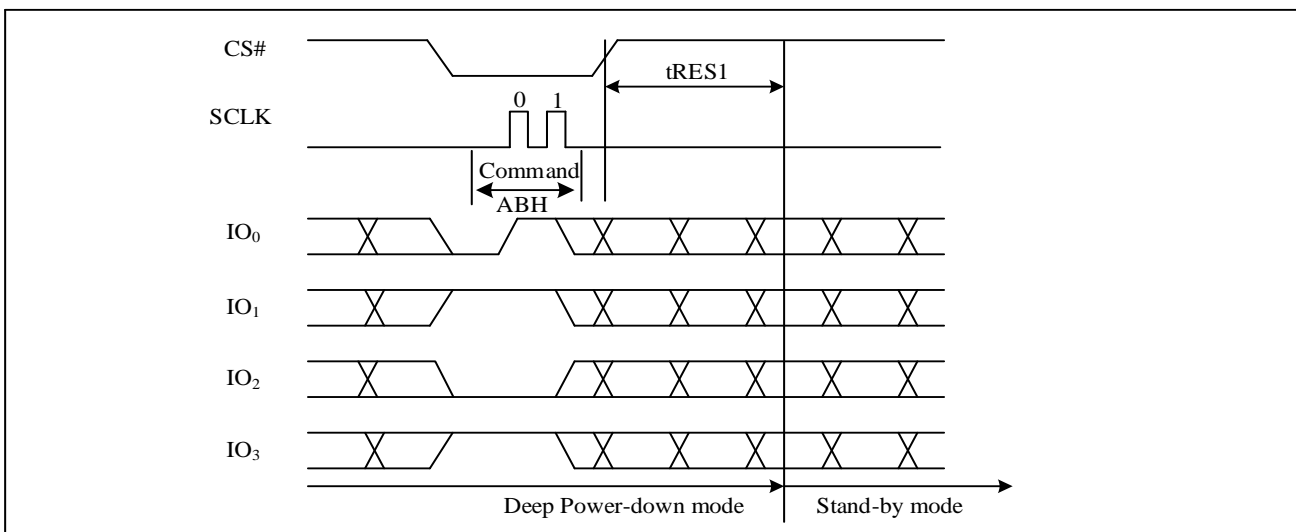 CS#
tRES1
0 1
SCLK
Command
ABH
IO0
IO1
IO2
IO3
Deep Power-down mode Stand-by mode